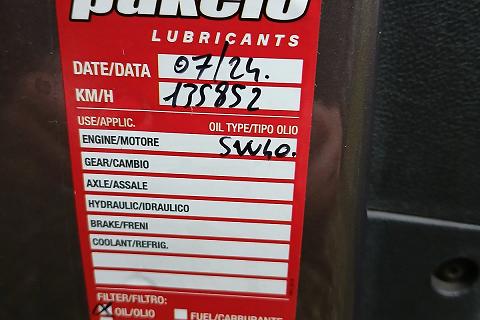 pakelo
LUBRICANTS
DATE/DATA 07/24.
KM/H 135852
USE/APPLIC. OIL TYPE/TIPO OLIO
ENGINE/MOTORE 5W40.
GEAR/CAMBIO
AXLE/ASSALE
HYDRAULIC/IDRAULICO
BRAKE/FRENI
COOLANT/REFRIG.
FILTER/FILTRO:
OIL/OLIO FUEL/CARBURANTE